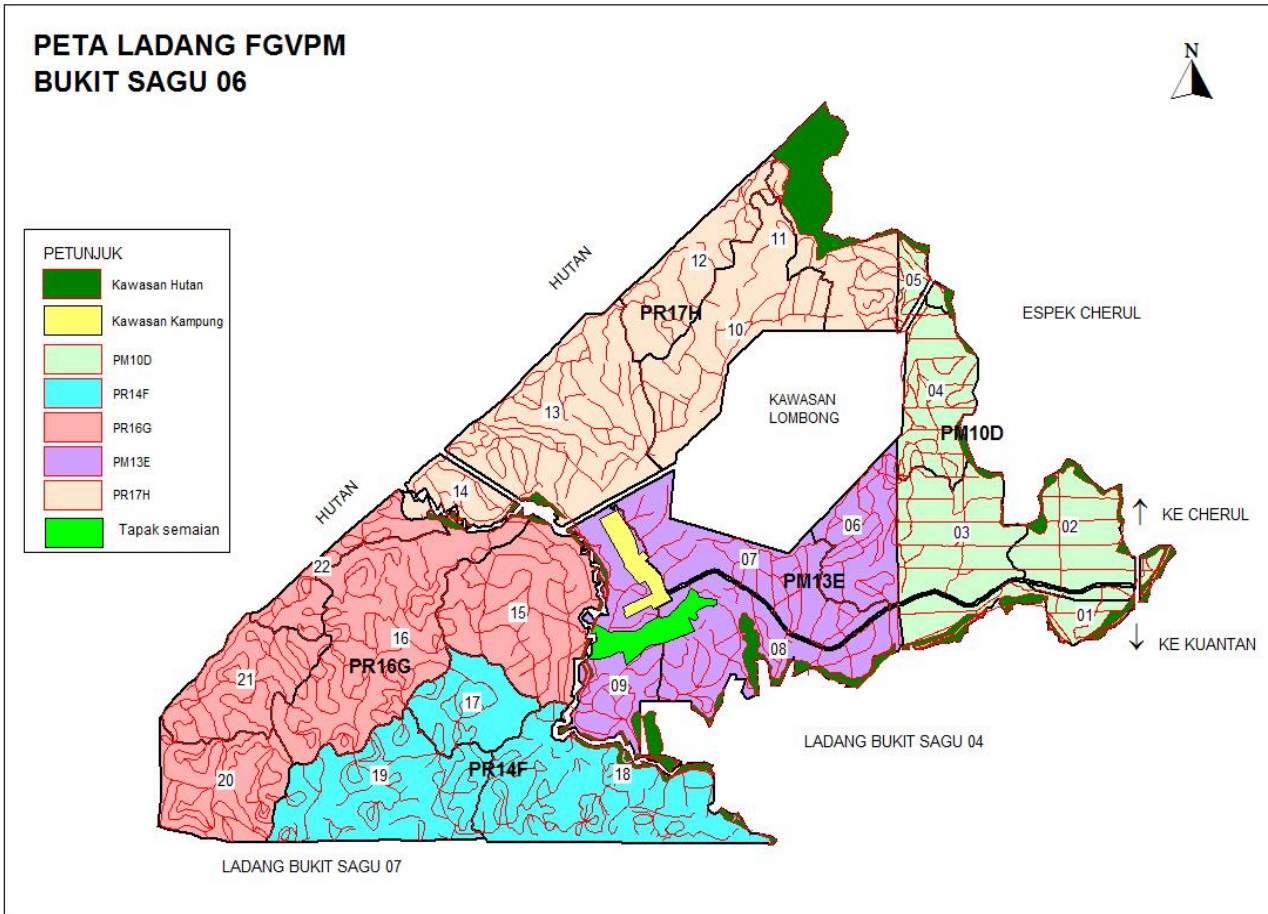 PETA LADANG FGVPM
BUKIT SAGU 06
N
PETUNJUK
Kawasan Hutan
Kawasan Kampung
PM10D
PR14F
PR16G
PM13E
PR17H
Tapak semaian
HUTAN
HUTAN
ESPEK CHERUL
KAWASAN
LOMBONG
KE CHERUL
KE KUANTAN
LADANG BUKIT SAGU 04
LADANG BUKIT SAGU 07
PR17H
PM10D
PM13E
PR16G
PR14F
01
02
03
04
05
06
07
08
09
10
11
12
13
14
15
16
17
18
19
20
21
22